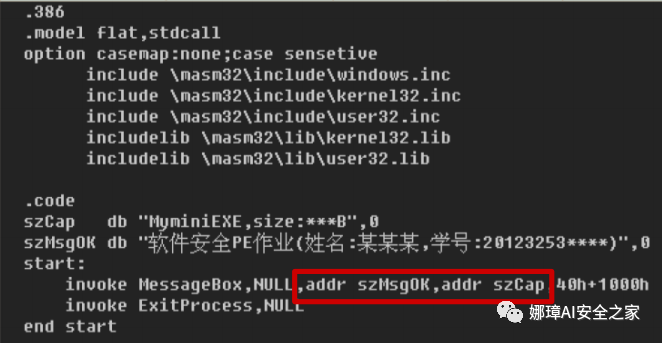 .386
.model flat,stdcall
option casemap:none;case sensetive
include \masm32\include\windows.inc
include \masm32\include\kernel32.inc
include \masm32\include\user32.inc
includelib \masm32\lib\kernel32.lib
includelib \masm32\lib\user32.lib
.code
szCap db "MyminiEXE,size:***B",0
szMsgOK db "软件安全PE作业(姓名:某某某,学号:20123253****)",0
start:
invoke MessageBox,NULL,addr szMsgOK,addr szCap,40h+1000h
invoke ExitProcess,NULL
end start
娜璋AI安全之家